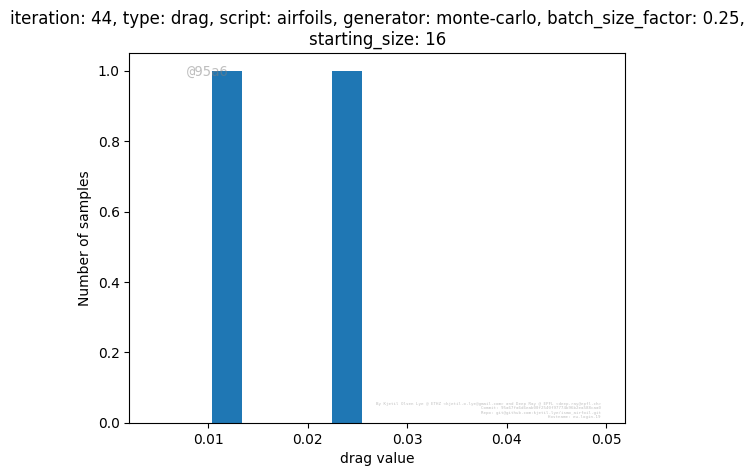 iteration: 44, type: drag, script: airfoils, generator: monte-carlo, batch_size_factor: 0.25,
starting_size: 16
@95a6
1.0
0.8
0.6
0.4
0.2
0.0
Number of samples
0.01
0.02
0.03
0.04
0.05
drag value